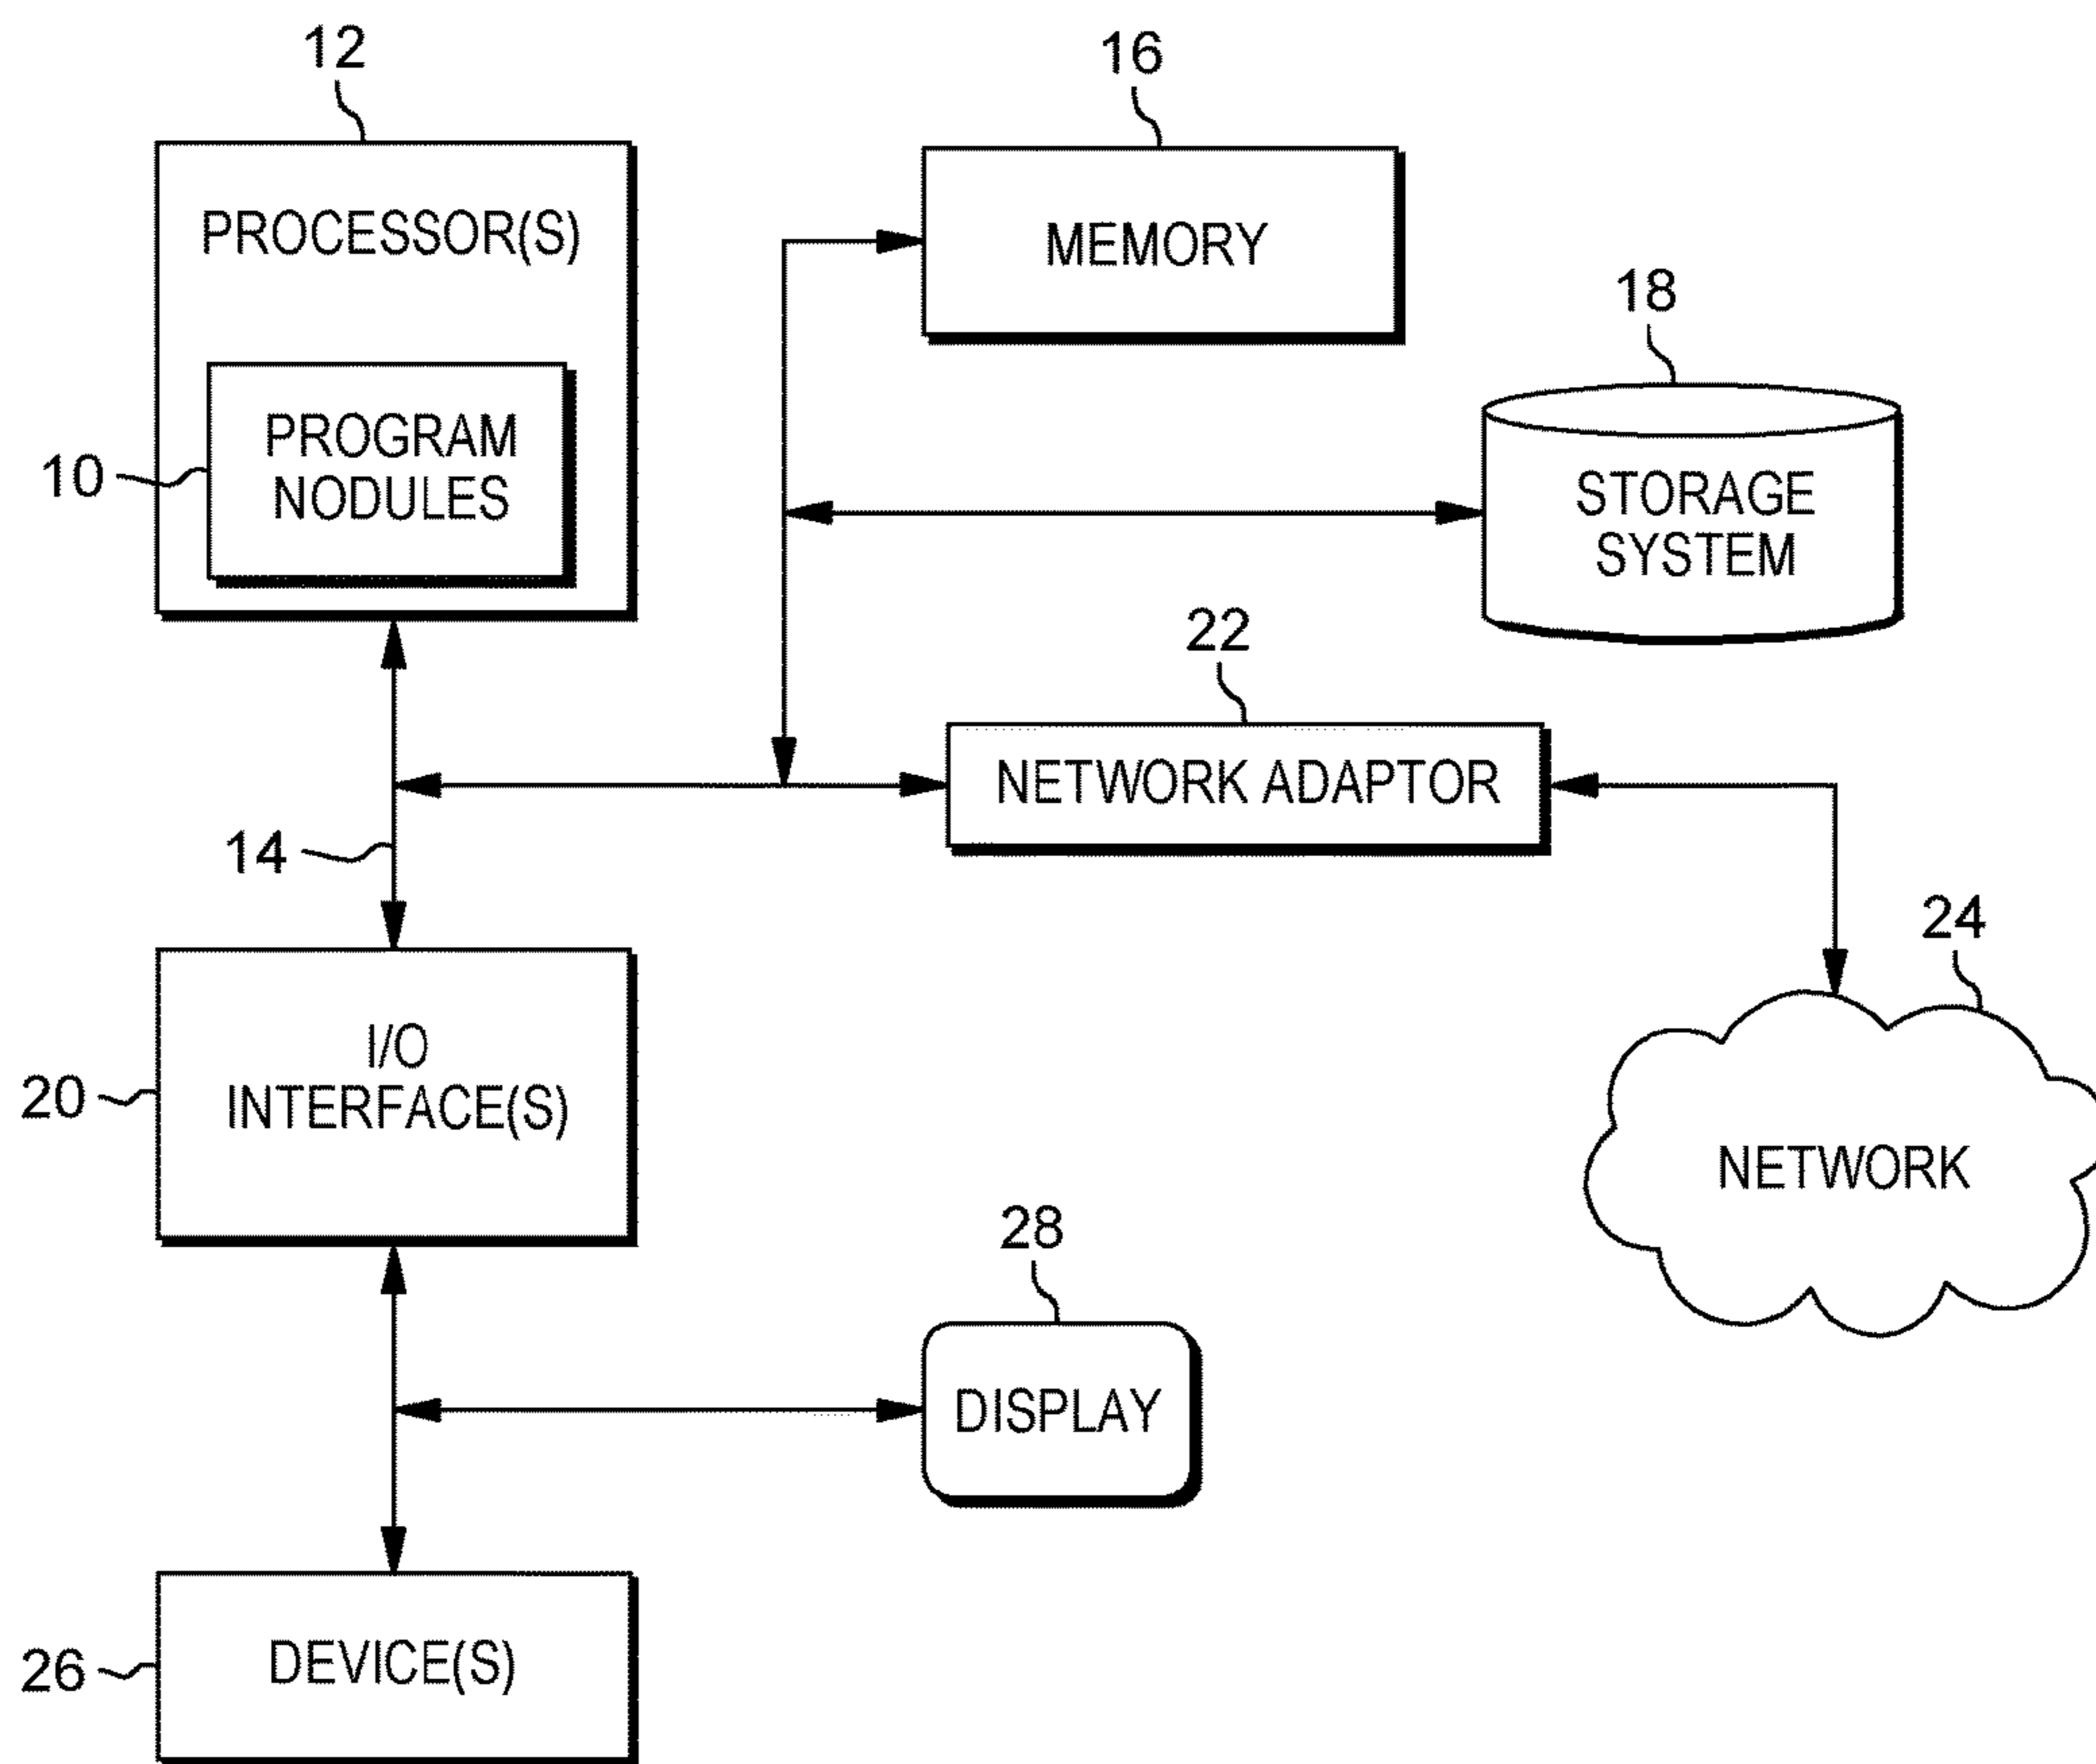 12
PROCESSOR(S)
10
PROGRAM
NODULES
16
MEMORY
18
STORAGE
SYSTEM
22
NETWORK ADAPTOR
14
24
NETWORK
20
I/O
INTERFACE(S)
28
DISPLAY
26
DEVICE(S)